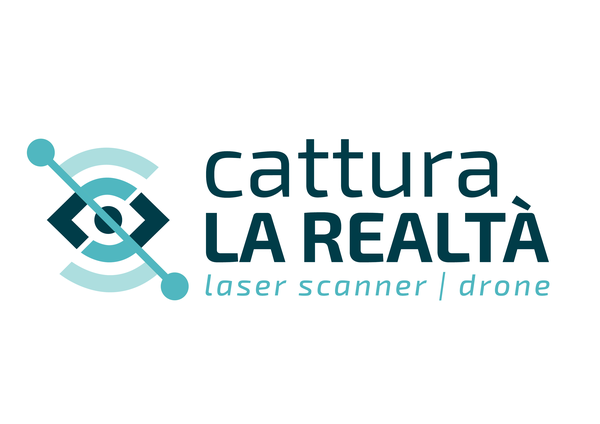 cattura
LA REALTÀ
laser scanner | drone